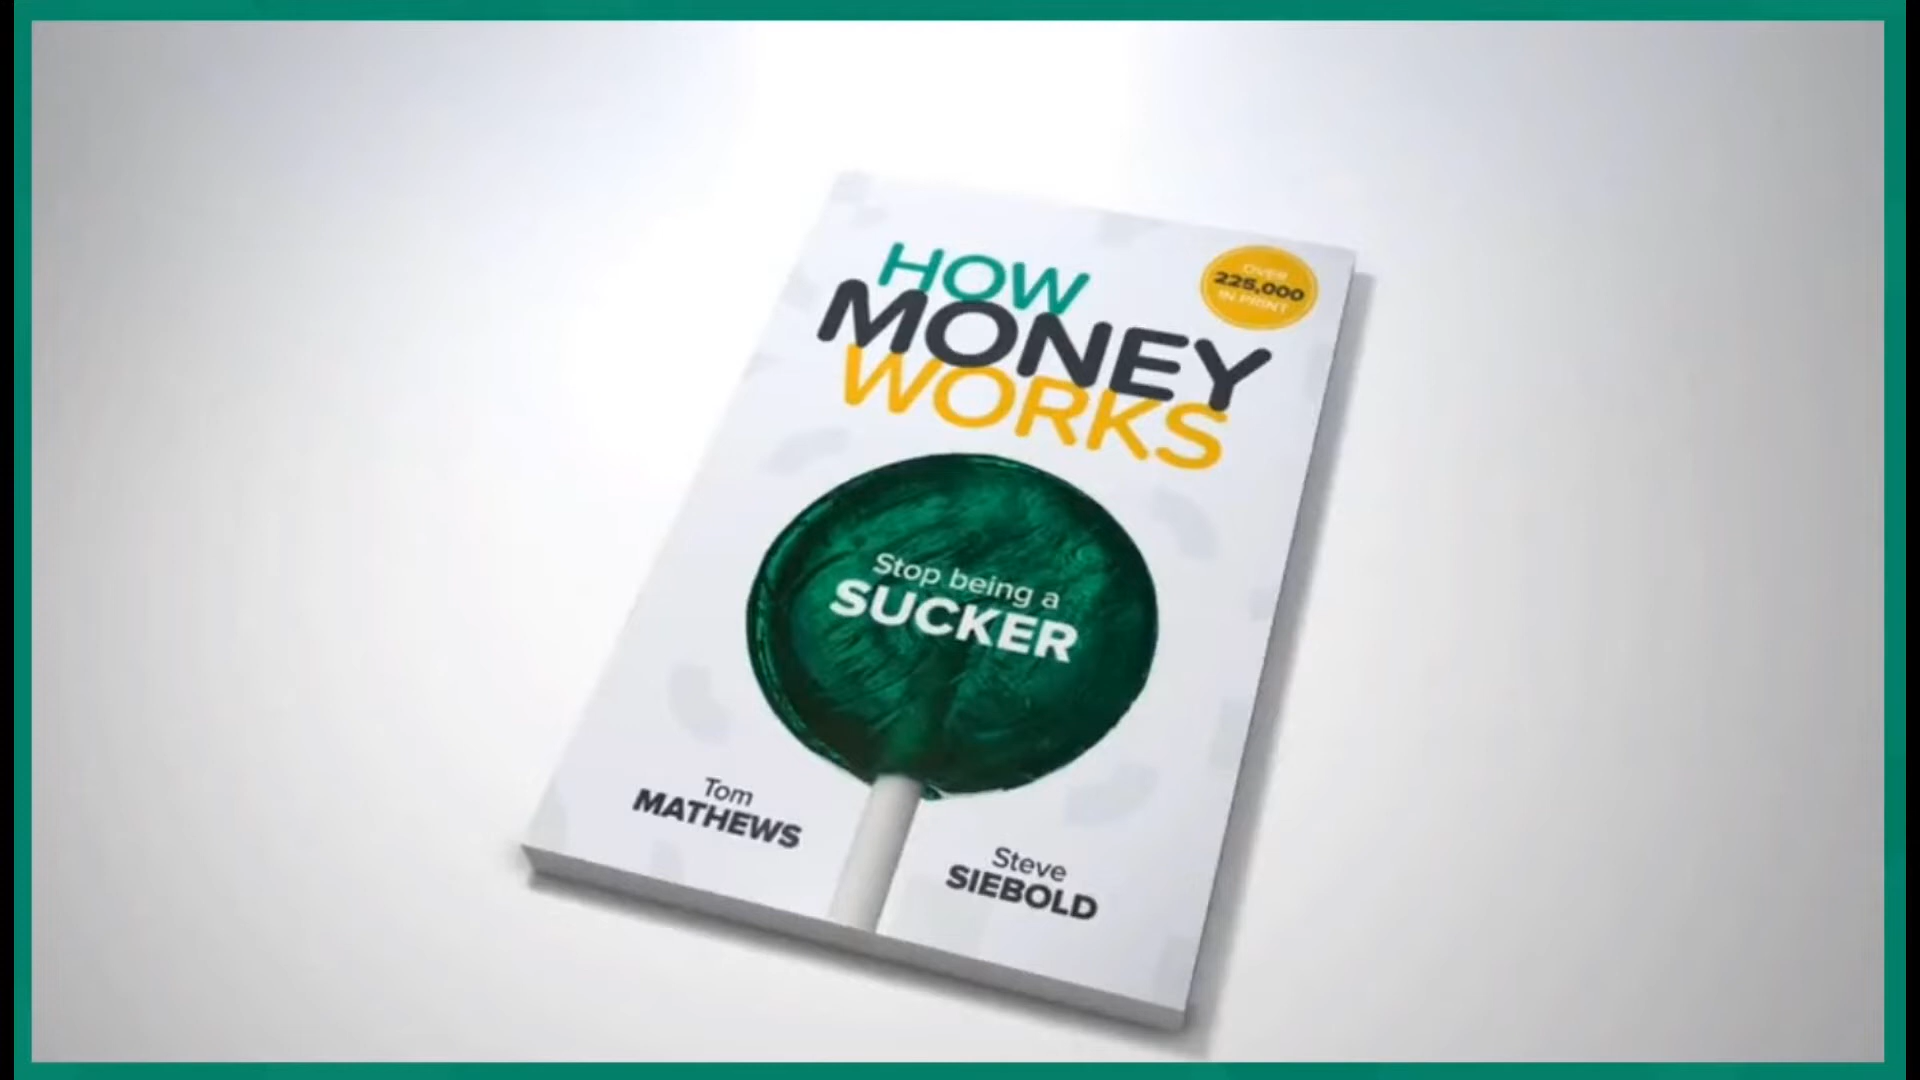 HOW
MONEY
WORKS
OVER
225,000
IN PRINT
Stop being a
SUCKER
Tom
MATHEWS
Steve
SIEBOLD